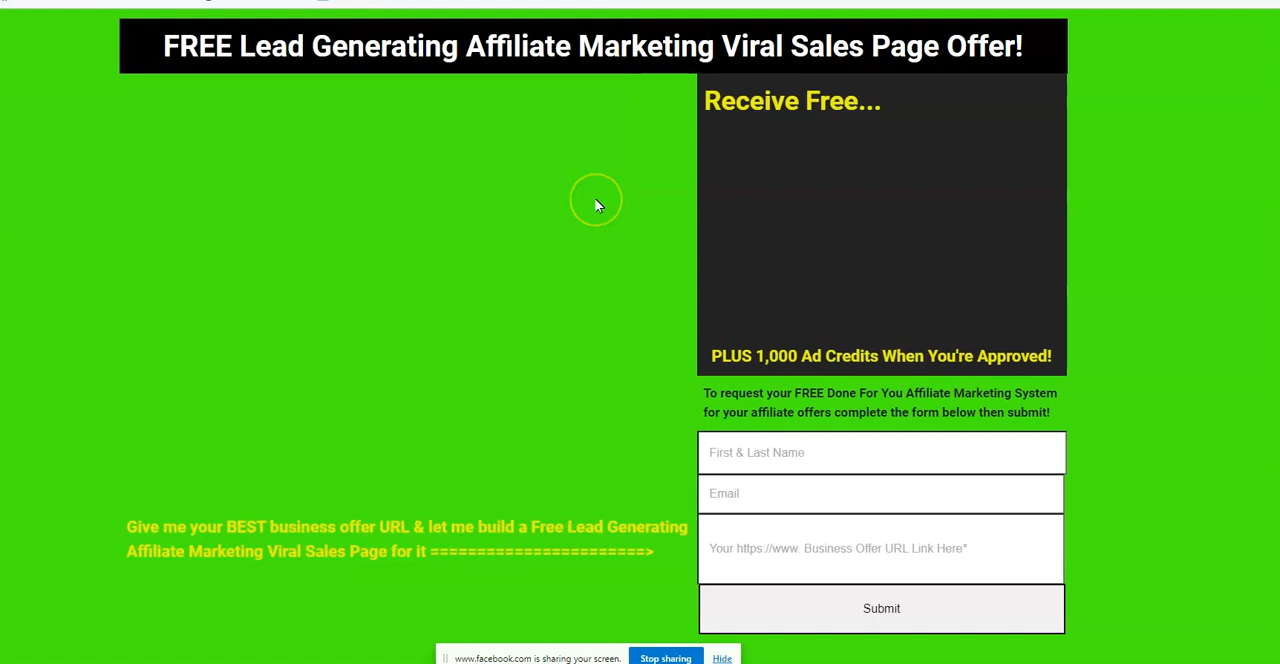 FREE Lead Generating Affiliate Marketing Viral Sales Page Offer!
Receive Free...
PLUS 1,000 Ad Credits When You're Approved!
To request your FREE Done For You Affiliate Marketing System
for your affiliate offers complete the form below then submit!
First & Last Name
Email
Your https://www. Business Offer URL Link Here*
Submit
Give me your BEST business offer URL & let me build a Free Lead Generating
Affiliate Marketing Viral Sales Page for it =======================>
www.facebook.com is sharing your screen.
Stop sharing
Hide